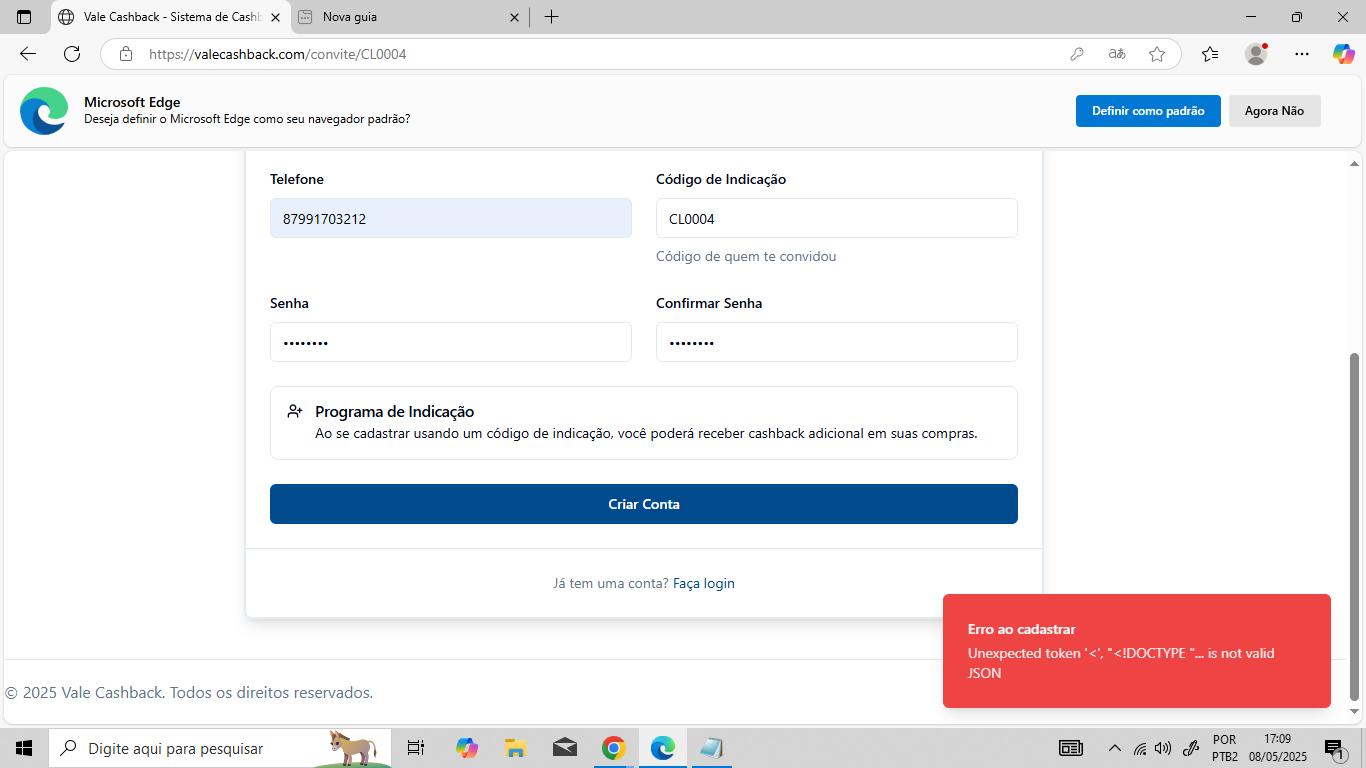 Vale Cashback - Sistema de Cashb
Nova guia
https://valecashback.com/convite/CL0004
Microsoft Edge
Deseja definir o Microsoft Edge como seu navegador padrão?
Definir como padrão
Agora Não
Telefone
Código de Indicação
87991703212
CL0004
Código de quem te convidou
Senha
Confirmar Senha
••••••••
••••••••
Programa de Indicação
Ao se cadastrar usando um código de indicação, você poderá receber cashback adicional em suas compras.
Criar Conta
Já tem uma conta? Faça login
Erro ao cadastrar
Unexpected token '<', "<!DOCTYPE "... is not valid
JSON
© 2025 Vale Cashback. Todos os direitos reservados.
Digite aqui para pesquisar
POR
PTB2
17:09
08/05/2025
1